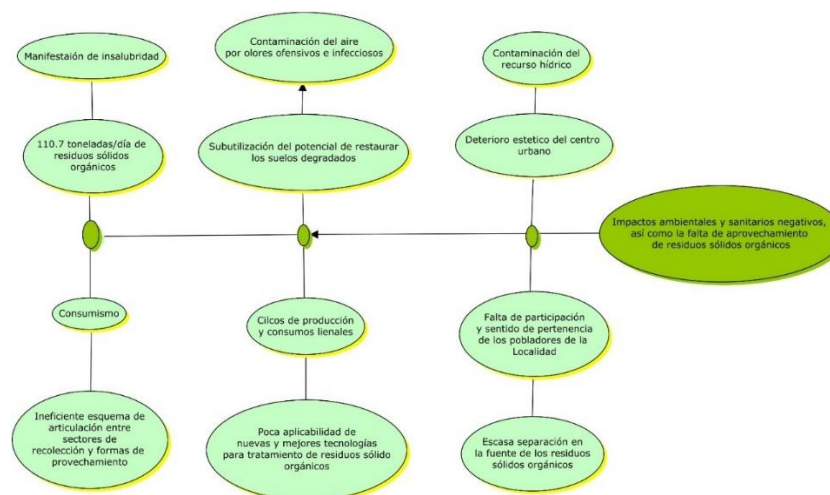 Manifestaión de insalubridad
Contaminación del aire
por olores ofensivos e infecciosos
Contaminación del
recurso hídrico
110.7 toneladas/día de
residuos sólidos
orgánicos
Subutilización del potencial de restaurar
los suelos degradados
Deterioro estetico del centro
urbano
Impactos ambientales y sanitarios negativos,
así como la falta de aprovechamiento
de residuos sólidos orgánicos
Consumismo
Cilcos de producción
y consumos lienales
Falta de participación
y sentido de pertenencia
de los pobladores de la
Localidad
Ineficiente esquema de
articulación entre
sectores de
recolección y formas de
provechamiento
Poca aplicabilidad de
nuevas y mejores tecnologías
para tratamiento de residuos sólido
orgánicos
Escasa separación en
la fuente de los residuos
sólidos orgánicos